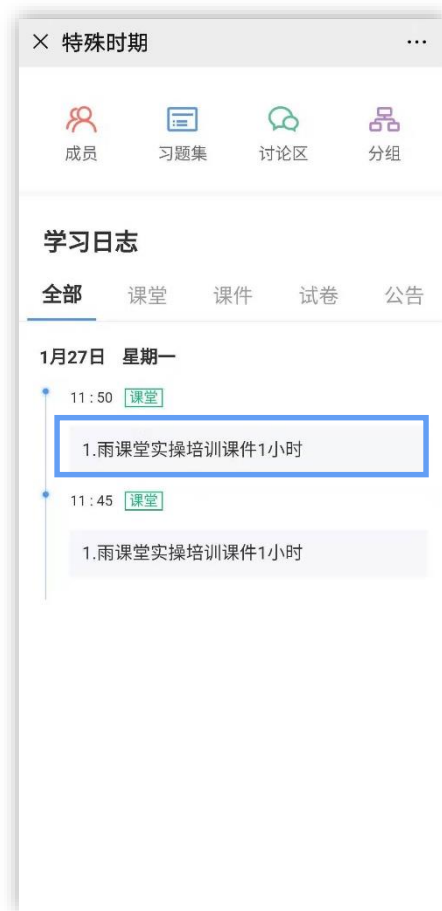 × 特殊时期 ...
成员 习题集 讨论区 分组
学习日志
全部 课堂 课件 试卷 公告
1月27日 星期一
11:50 课堂
1.雨课堂实操培训课件1小时
11:45 课堂
1.雨课堂实操培训课件1小时